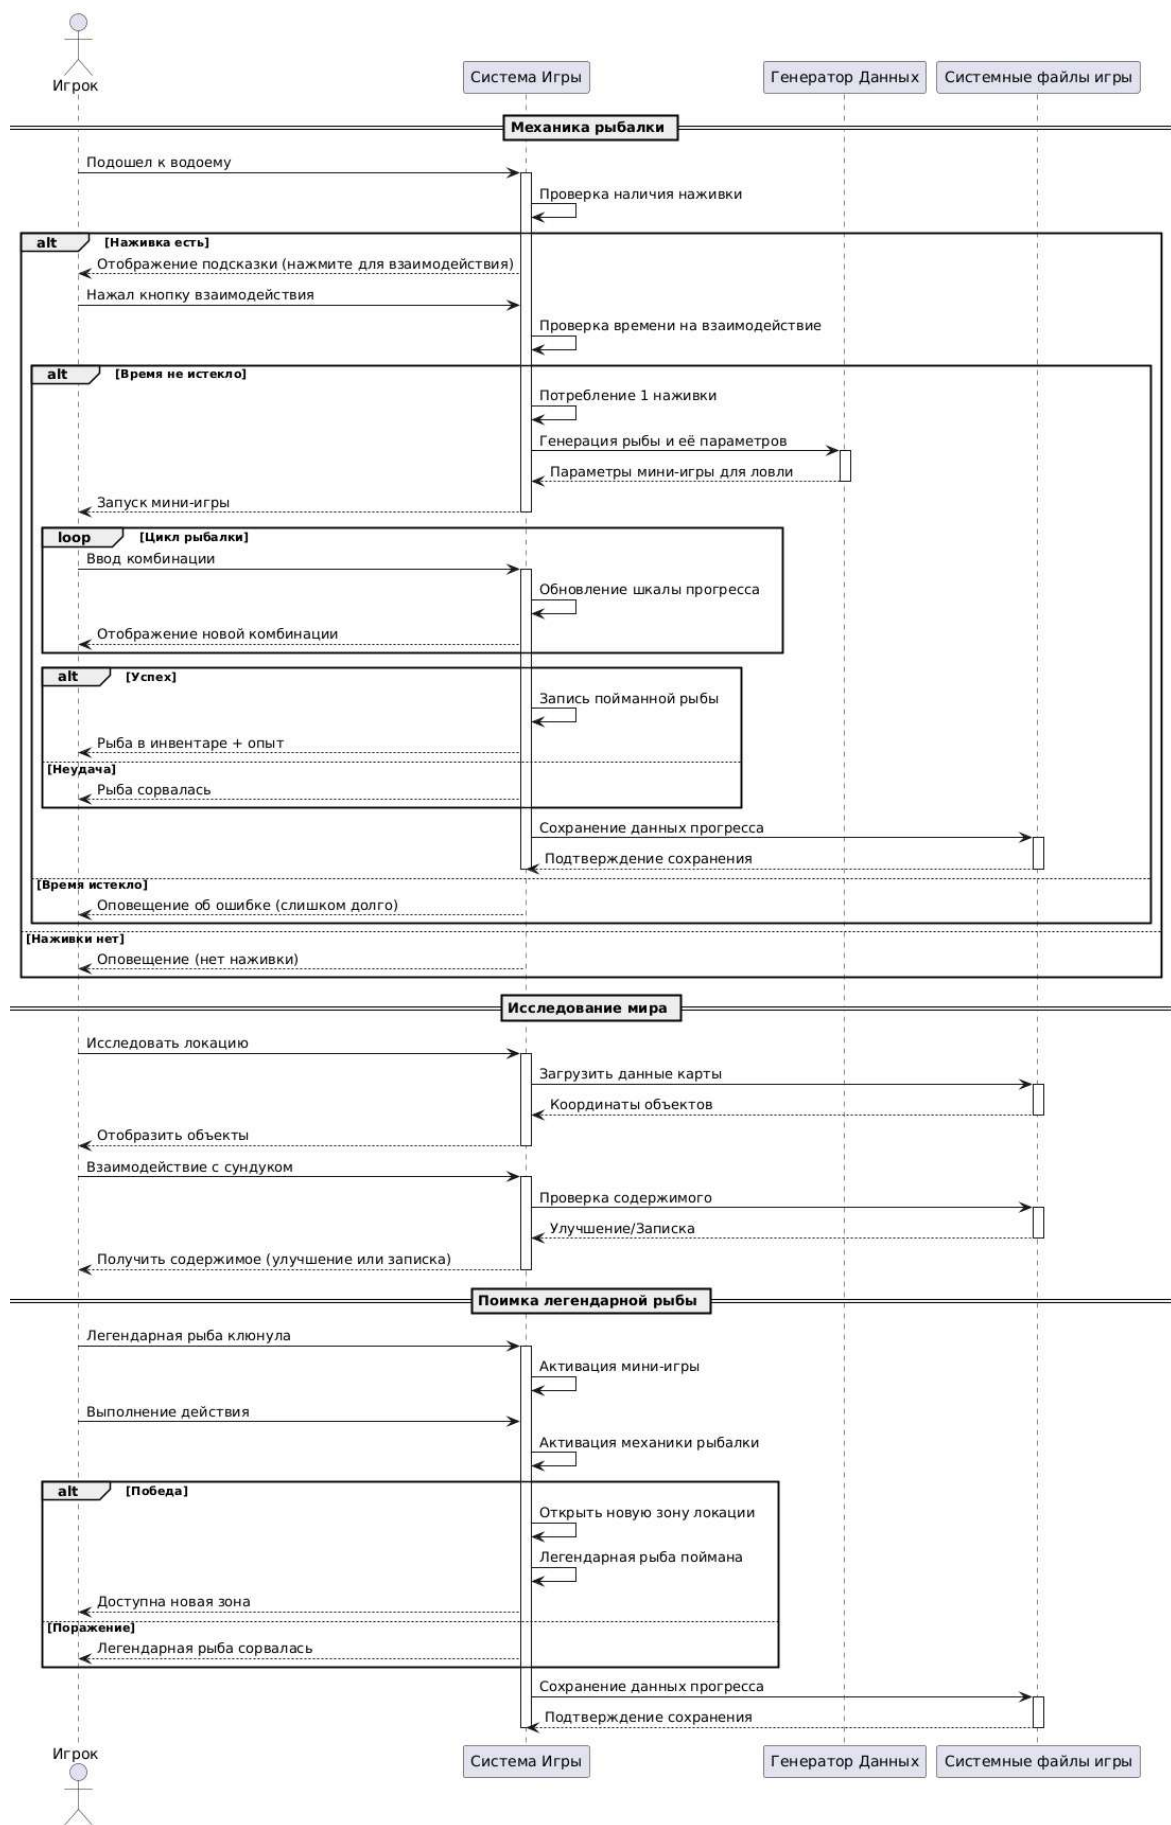 Игрок
Система Игры
Генератор Данных
Системные файлы игры
Механика рыбалки
Подошел к водоему
Проверка наличия наживки
alt [Наживка есть]
Отображение подсказки (нажмите для взаимодействия)
Нажал кнопку взаимодействия
Проверка времени на взаимодействие
alt [Время не истекло]
Потребление 1 наживки
Генерация рыбы и её параметров
Параметры мини-игры для ловли
Запуск мини-игры
loop [Цикл рыбалки]
Ввод комбинации
Обновление шкалы прогресса
Отображение новой комбинации
alt [Успех]
Запись пойманной рыбы
Рыба в инвентаре + опыт
[Неудача]
Рыба сорвалась
Сохранение данных прогресса
Подтверждение сохранения
[Время истекло]
Оповещение об ошибке (слишком долго)
[Наживки нет]
Оповещение (нет наживки)
Исследование мира
Исследовать локацию
Загрузить данные карты
Координаты объектов
Отобразить объекты
Взаимодействие с сундуком
Проверка содержимого
Улучшение/Записка
Получить содержимое (улучшение или записка)
Поимка легендарной рыбы
Легендарная рыба клюнула
Активация мини-игры
Выполнение действия
Активация механики рыбалки
alt [Победа]
Открыть новую зону локации
Легендарная рыба поймана
Доступна новая зона
[Поражение]
Легендарная рыба сорвалась
Сохранение данных прогресса
Подтверждение сохранения
Игрок
Система Игры
Генератор Данных
Системные файлы игры